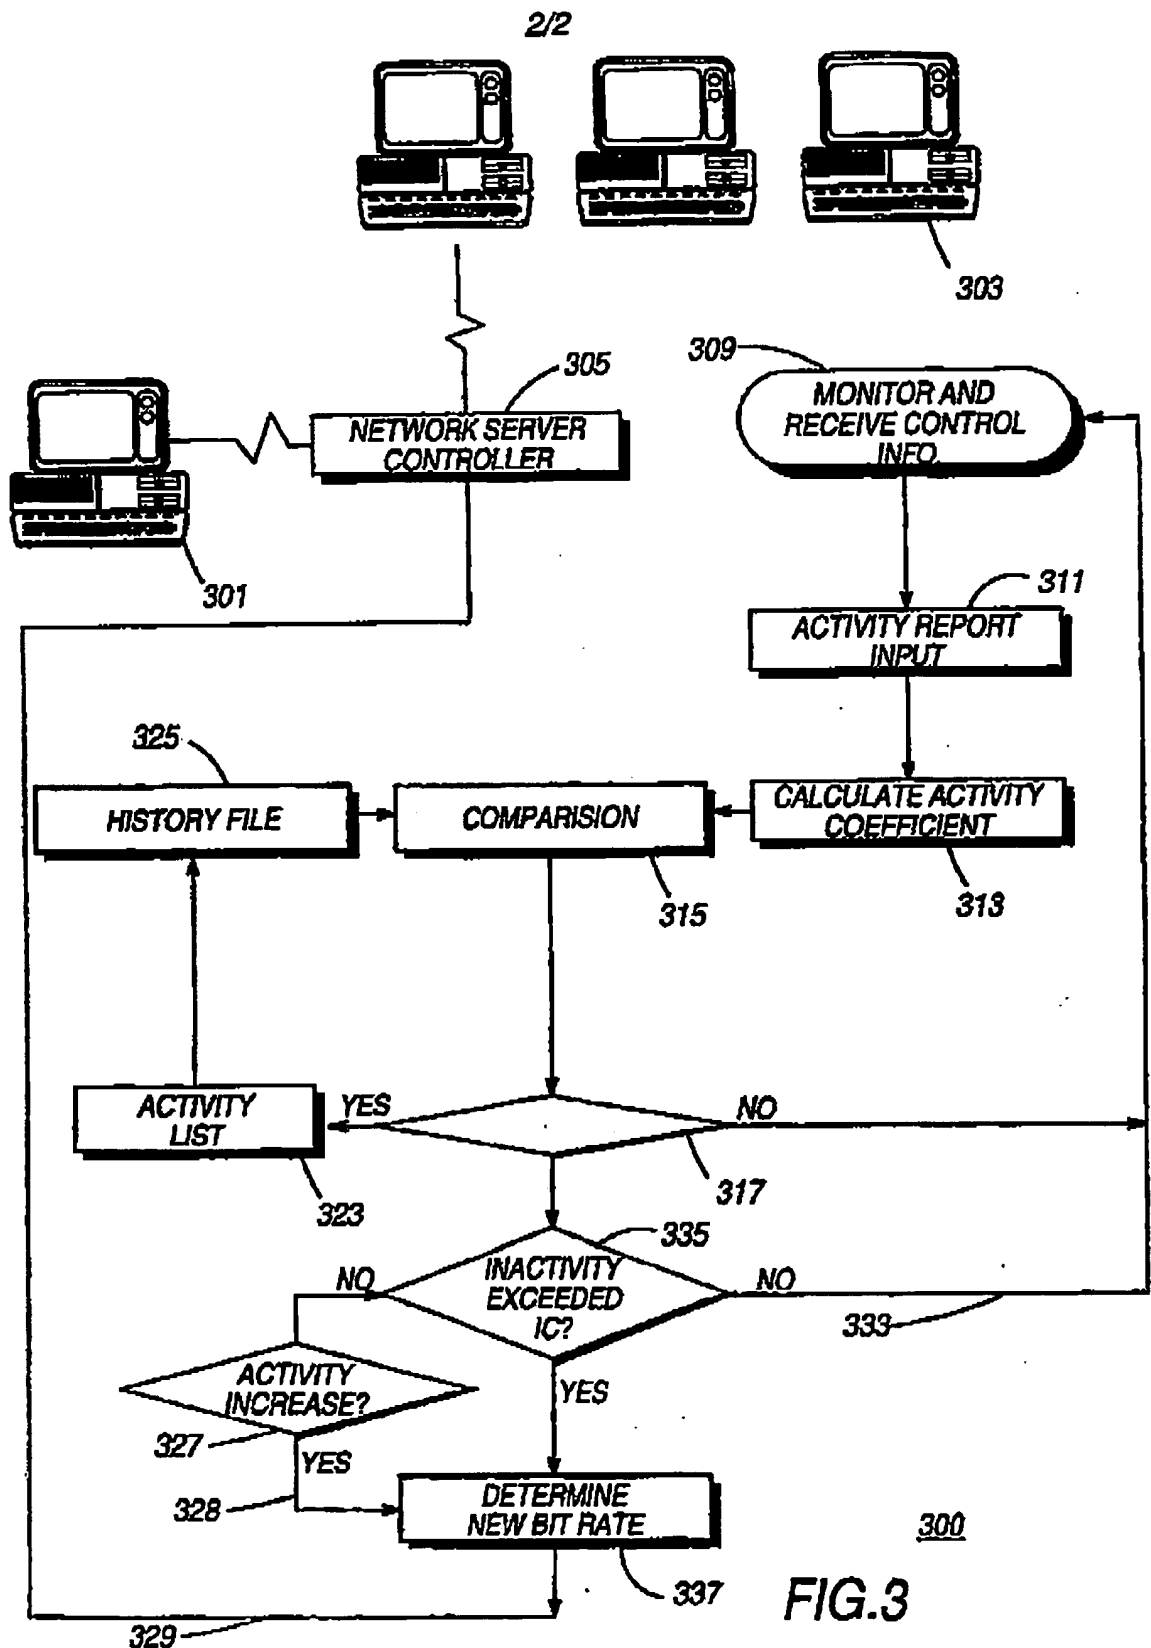 2/2
303
309
305
MONITOR AND
RECEIVE CONTROL
INFO.
NETWORK SERVER
CONTROLLER
301
311
ACTIVITY REPORT
INPUT
325
HISTORY FILE
COMPARISION
CALCULATE ACTIVITY
COEFFICIENT
315
313
ACTIVITY
LIST
YES
NO
317
323
335
INACTIVITY
EXCEEDED
IC?
NO
NO
333
ACTIVITY
INCREASE?
YES
327
YES
328
DETERMINE
NEW BIT RATE
300
337
FIG.3
329